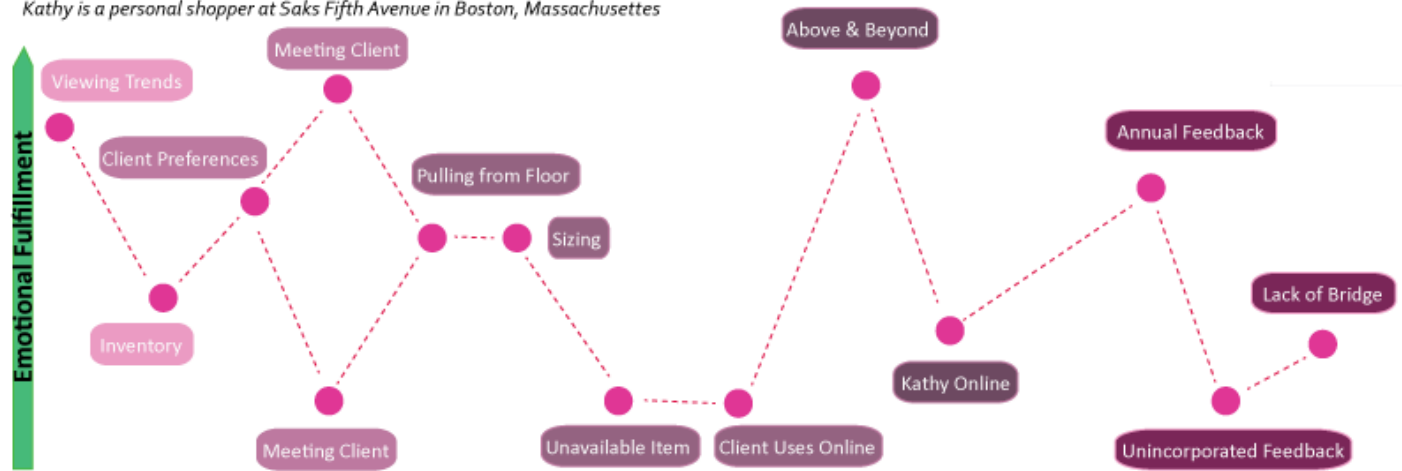 Kathy is a personal shopper at Saks Fifth Avenue in Boston, Massachusettes
Emotional Fulfillment
Viewing Trends
Inventory
Client Preferences
Meeting Client
Meeting Client
Pulling from Floor
Sizing
Unavailable Item
Client Uses Online
Above & Beyond
Kathy Online
Annual Feedback
Unincorporated Feedback
Lack of Bridge